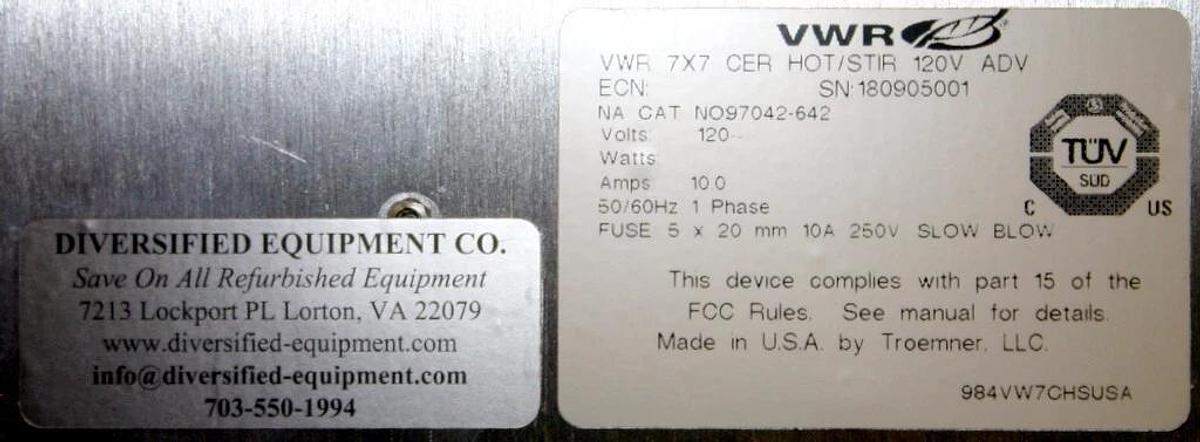 DIVERSIFIED EQUIPMENT CO.
Save On All Refurbished Equipment
7213 Lockport PL Lorton, VA 22079
www.diversified-equipment.com
info@diversified-equipment.com
703-550-1994
VWR
VWR 7X7 CER HOT/STIR 120V ADV
ECN: SN:180905001
NA CAT NO97042-642
Volts: 120~
Watts:
Amps: 10.0
50/60Hz 1 Phase
FUSE 5 x 20 mm 10A 250V SLOW BLOW
TÜV
SÜD
C US
This device complies with part 15 of the
FCC Rules. See manual for details.
Made in U.S.A. by Troemner, LLC.
984VW7CHSUSA